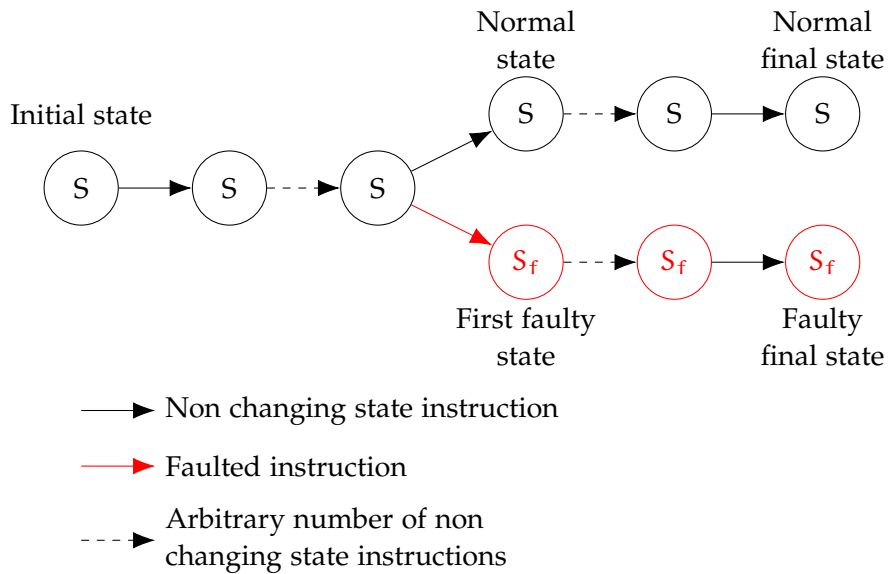 Normal
state
Normal
final state
Initial state
S
S
S
S
S
S
S_f
S_f
S_f
First faulty
state
Faulty
final state
Non changing state instruction
Faulted instruction
Arbitrary number of non
changing state instructions